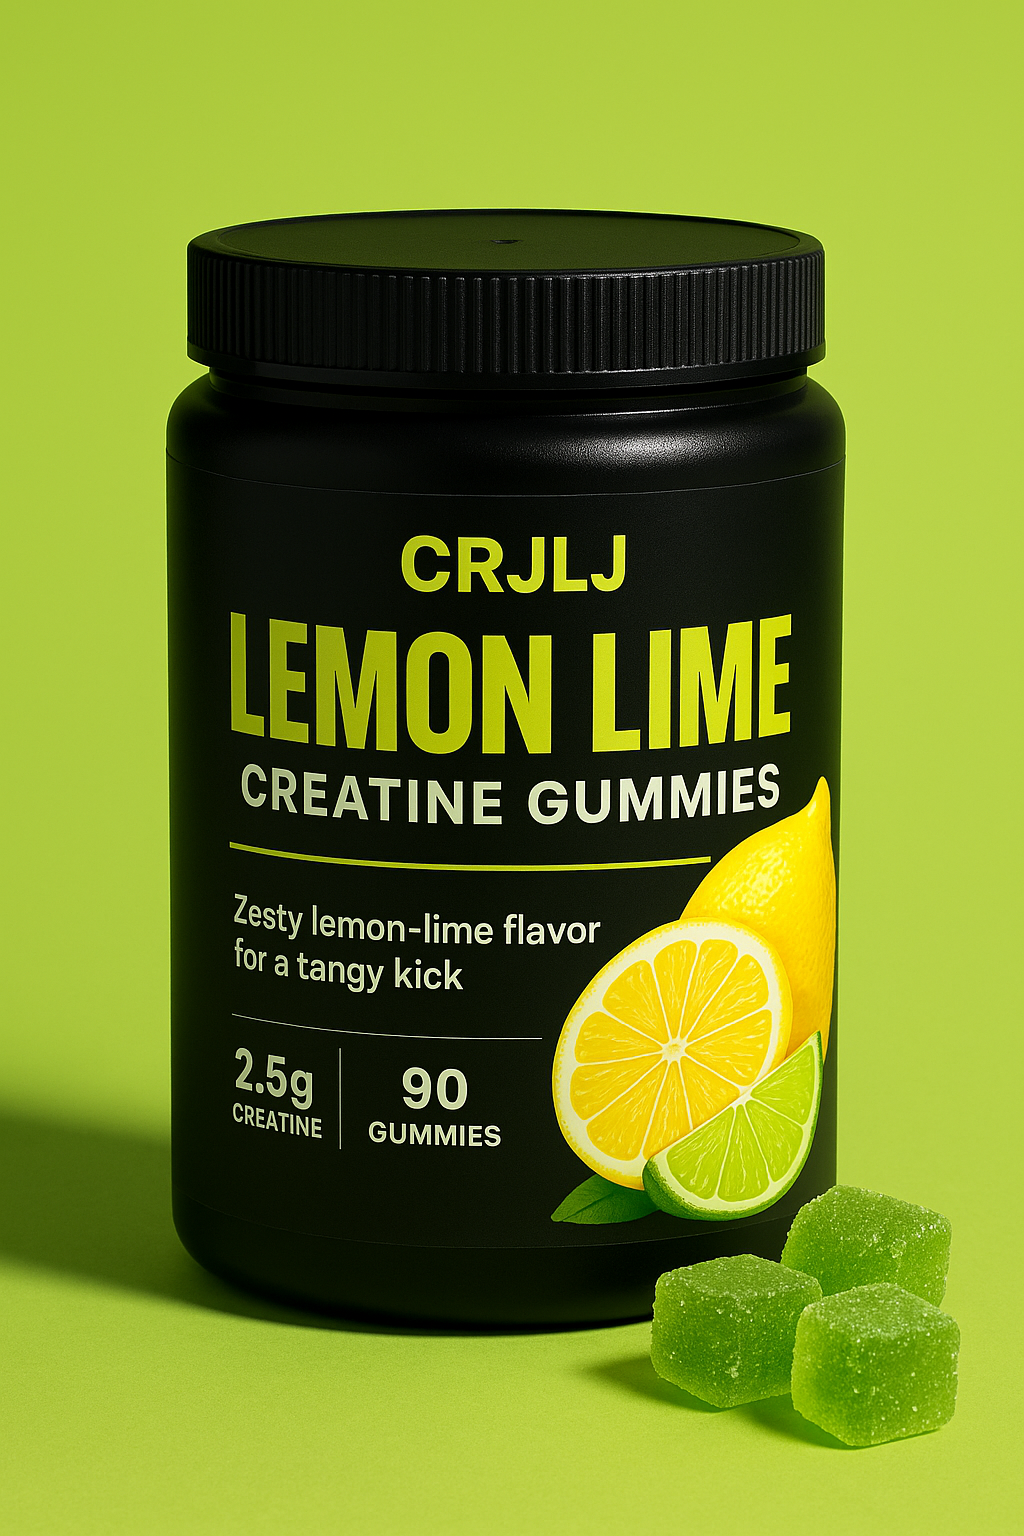 CRJLJ
LEMON LIME
CREATINE GUMMIES
Zesty lemon-lime flavor
for a tangy kick
2.5g
CREATINE
90
GUMMIES